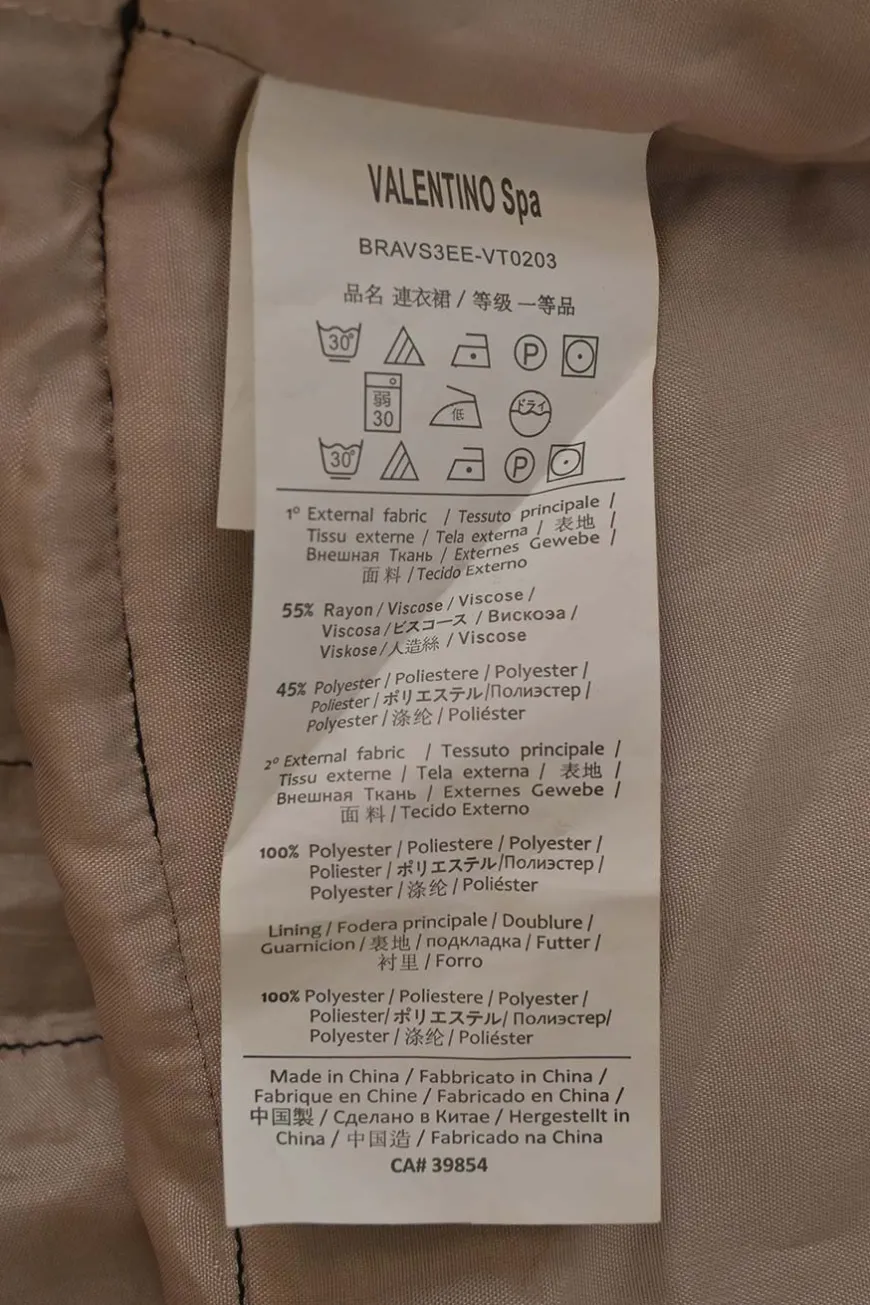 VALENTINO Spa
BRAVS3EE-VT0203
品名 連衣裙 / 等级 一等品
30° P
弱 低 ドライ
30
30° P
1º External fabric / Tessuto principale /
Tissu externe / Tela externa / 表地 /
Внешная Ткань / Externes Gewebe /
面料 / Tecido Externo
55% Rayon / Viscose / Viscose /
Viscosa / ビスコース / Вискоза /
Viskose / 人造絲 / Viscose
45% Polyester / Poliestere / Polyester /
Poliester / ポリエステル/Полиэстер /
Polyester / 涤纶 / Poliéster
2º External fabric / Tessuto principale /
Tissu externe / Tela externa / 表地 /
Внешная Ткань / Externes Gewebe /
面料 / Tecido Externo
100% Polyester / Poliestere / Polyester /
Poliester / ポリエステル/Полиэстер /
Polyester / 涤纶 / Poliéster
Lining / Fodera principale / Doublure /
Guarnicion / 裏地 / подкладка / Futter /
衬里 / Forro
100% Polyester / Poliestere / Polyester /
Poliester/ ポリエステル/ Полиэстер/
Polyester / 涤纶 / Poliéster
Made in China / Fabbricato in China /
Fabrique en Chine / Fabricado en China /
中国製 / Сделано в Китае / Hergestellt in
China / 中国造 / Fabricado na China
CA# 39854